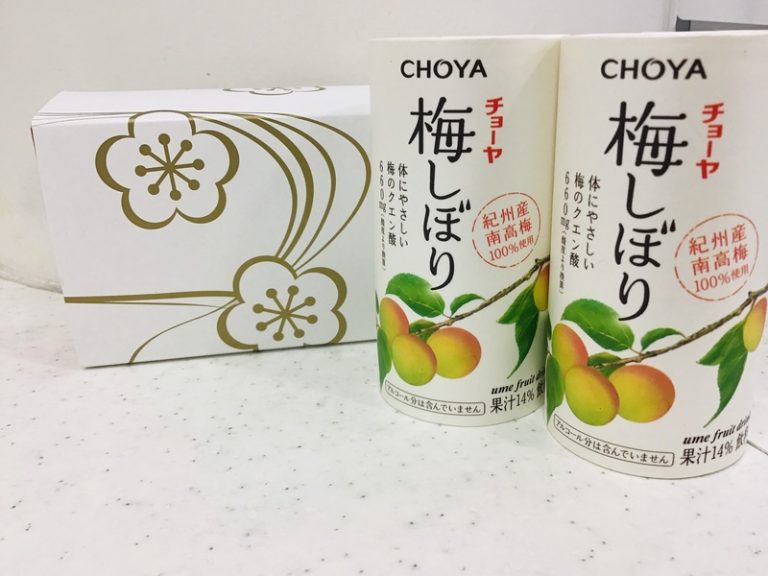 CHOYA
チョーヤ
梅しぼり
体にやさしい
梅のクエン酸
660mg
紀州産
南高梅
100%使用
ume fruit
果汁14%
アルコール分は含んでいません
CHOYA
チョーヤ
梅しぼり
体にやさしい
梅のクエン酸
660mg
紀州産
南高梅
100%使用
ume fruit
果汁14%
アルコール分は含んでいません